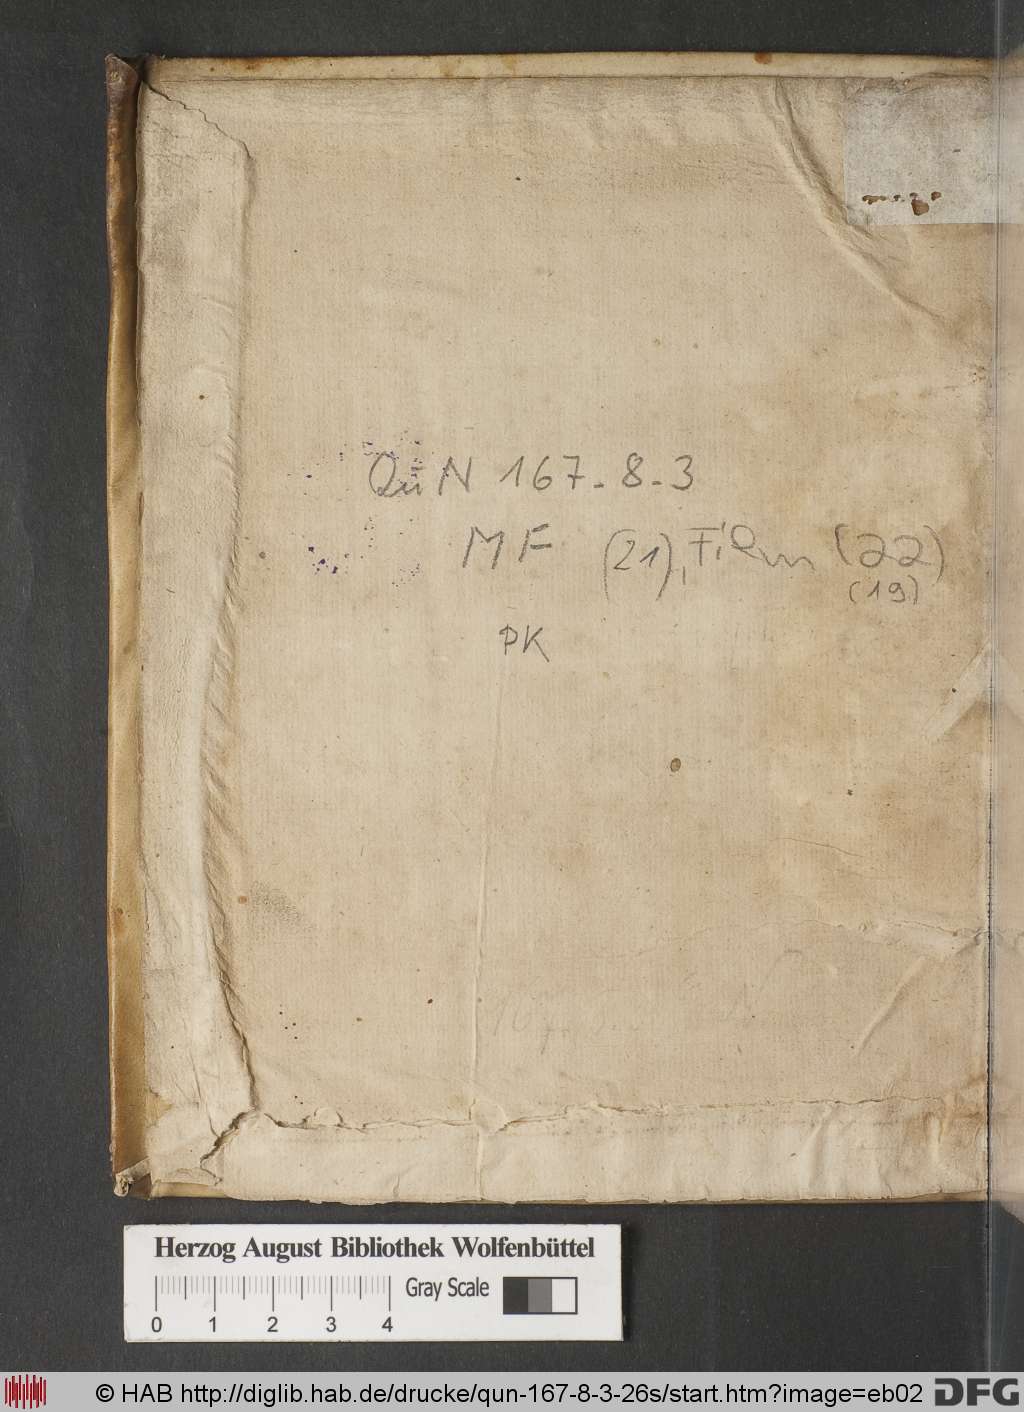 QuN 167-8-3
MF (21), Film (22)
(19)
PK
Herzog August Bibliothek Wolfenbüttel
Gray Scale
0 1 2 3 4
© HAB http://diglib.hab.de/drucke/qun-167-8-3-26s/start.htm?image=eb02 DFG